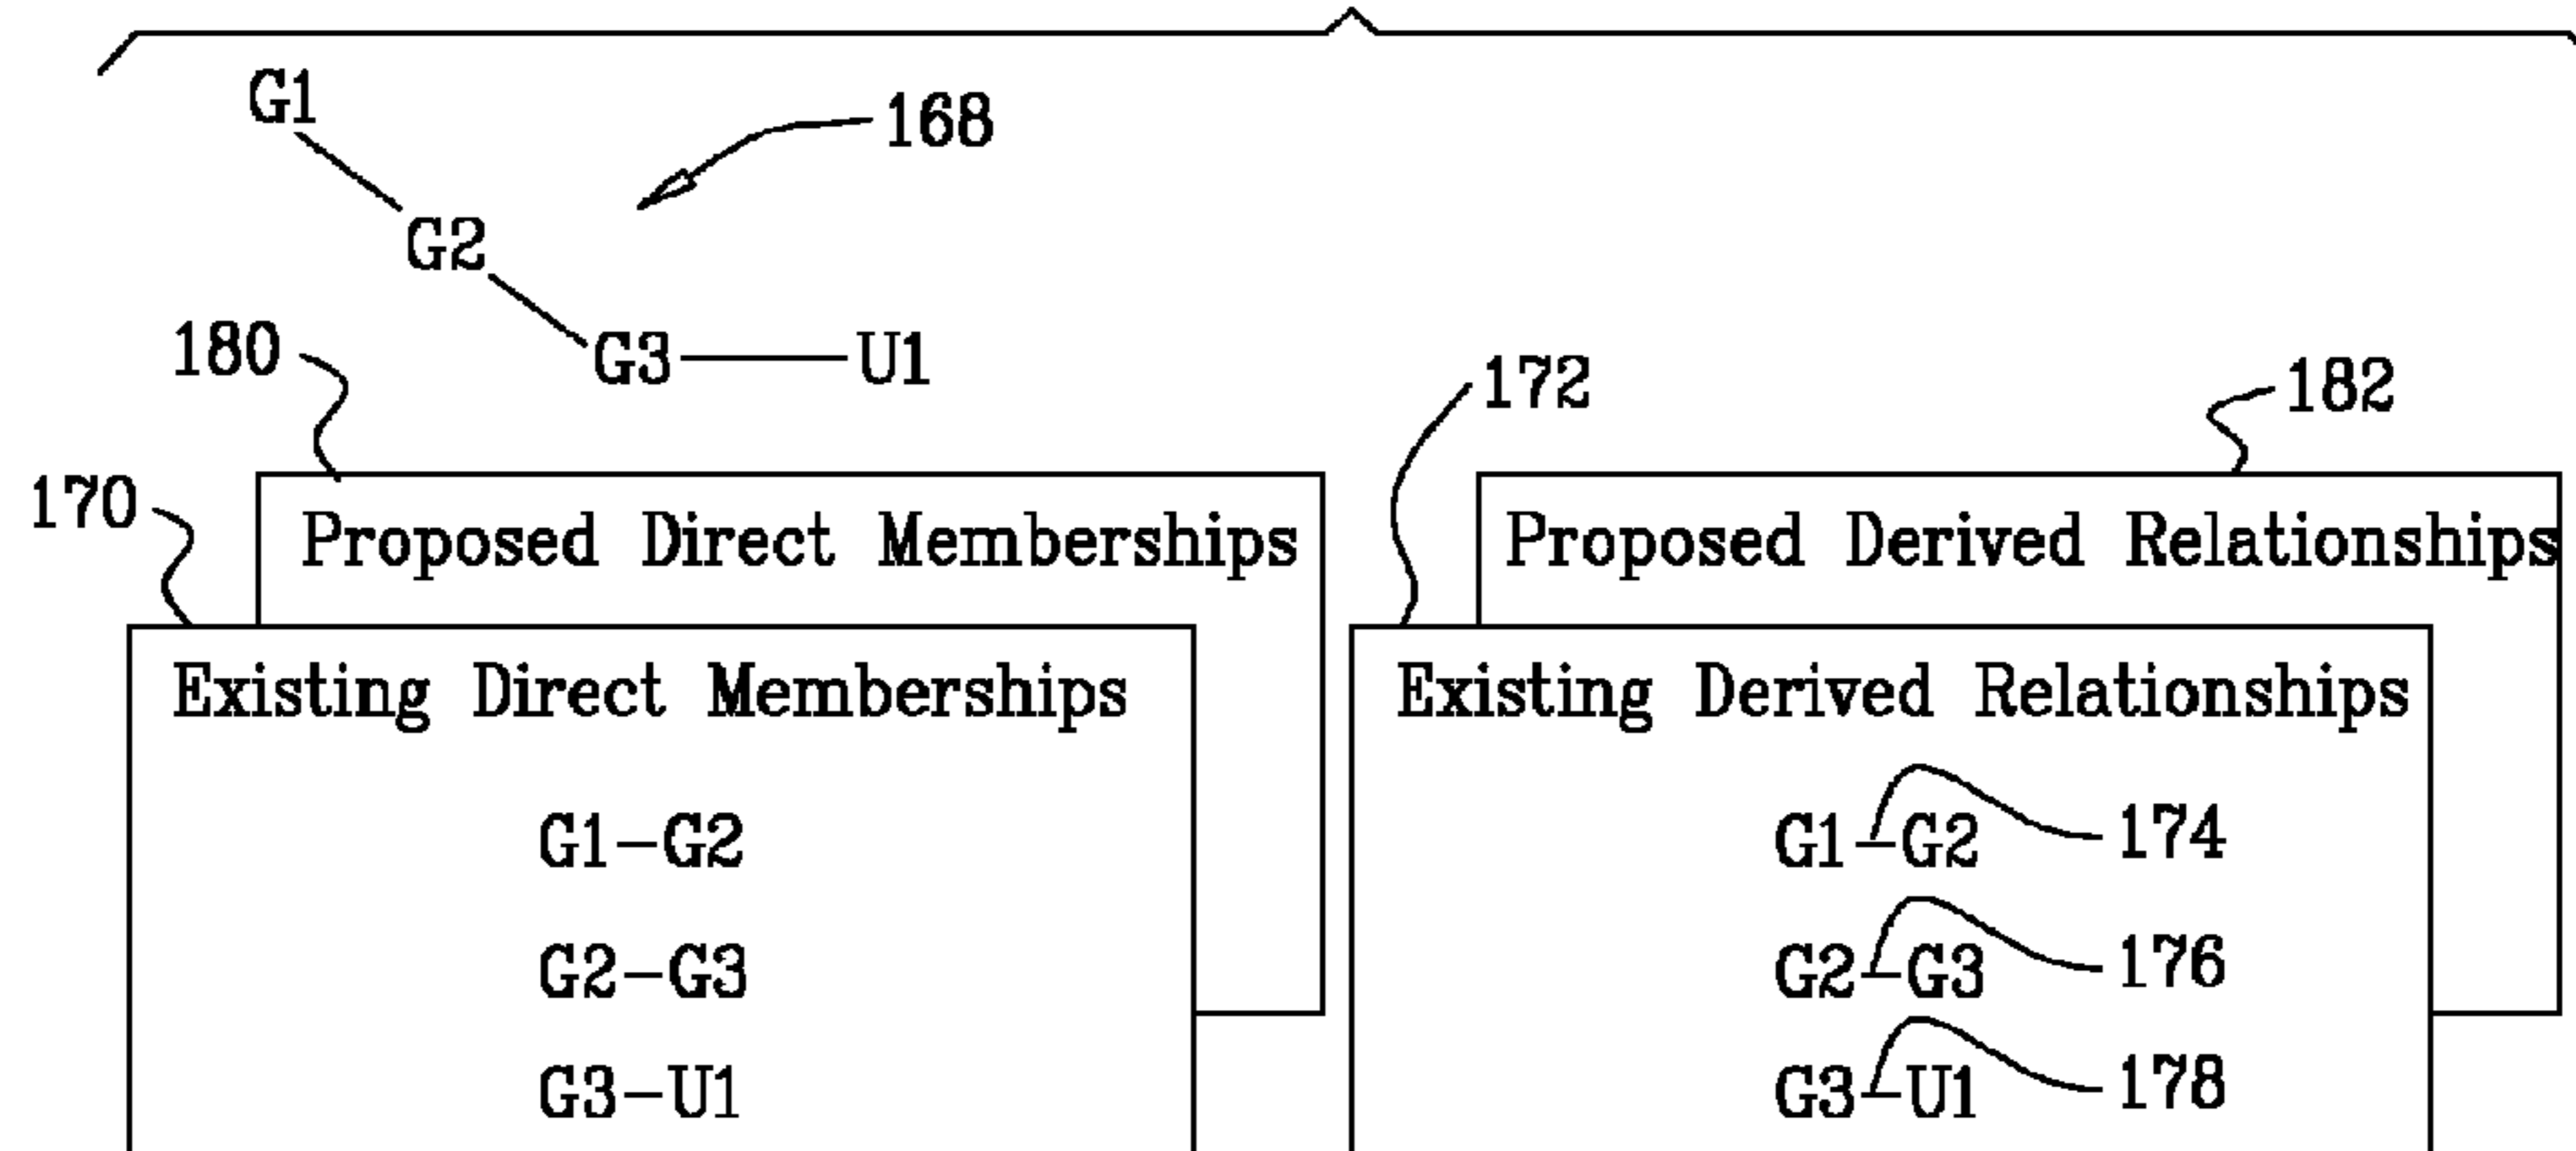 G1
168
G2
180
G3
U1
172
182
170
Proposed Direct Memberships
Proposed Derived Relationships
Existing Direct Memberships
Existing Derived Relationships
G1-G2
G1-G2
174
G2-G3
G2-G3
176
G3-U1
G3-U1
178